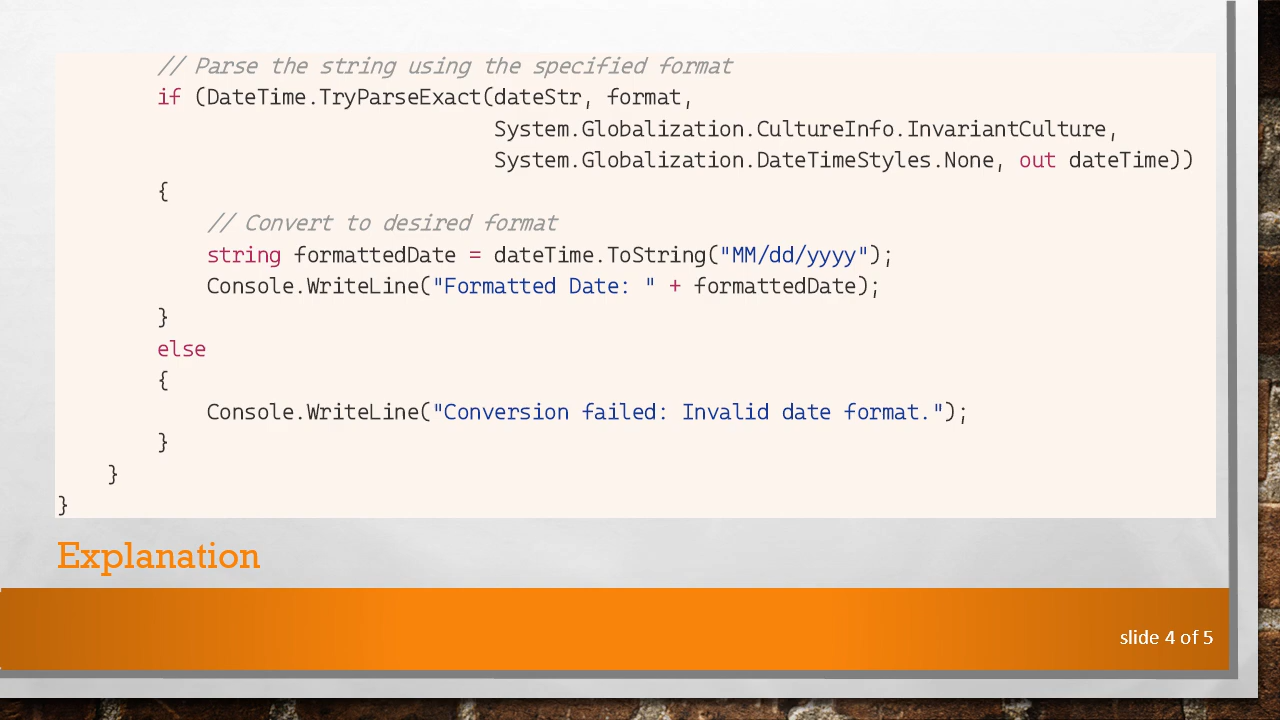 // Parse the string using the specified format
if (DateTime.TryParseExact(dateStr, format,
System.Globalization.CultureInfo.InvariantCulture,
System.Globalization.DateTimeStyles.None, out dateTime))
{
// Convert to desired format
string formattedDate = dateTime.ToString("MM/dd/yyyy");
Console.WriteLine("Formatted Date: " + formattedDate);
}
else
{
Console.WriteLine("Conversion failed: Invalid date format.");
}
}
}
Explanation
slide 4 of 5